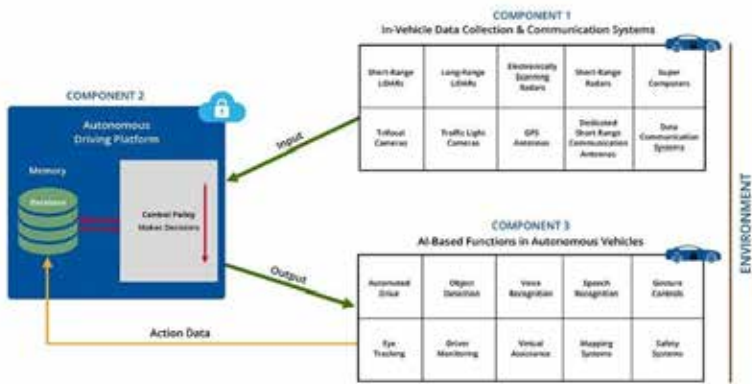 COMPONENT 1
In-Vehicle Data Collection & Communication Systems
Short-Range
LiDARs
Long-Range
LiDARs
Electronically
Scanning
Radars
Short-Range
Radars
Super
Computers
Trifocal
Cameras
Traffic Light
Cameras
GPS
Antennas
Dedicated
Short Range
Communication
Antennas
Data
Communication
Systems
COMPONENT 2
Autonomous
Driving Platform
Memory
Database
Control Policy
Makes Decisions
Input
Output
Action Data
COMPONENT 3
AI-Based Functions in Autonomous Vehicles
Automated
Drive
Object
Detection
Voice
Recognition
Speech
Recognition
Gesture
Controls
Eye
Tracking
Driver
Monitoring
Virtual
Assistance
Mapping
Systems
Safety
Systems
ENVIRONMENT